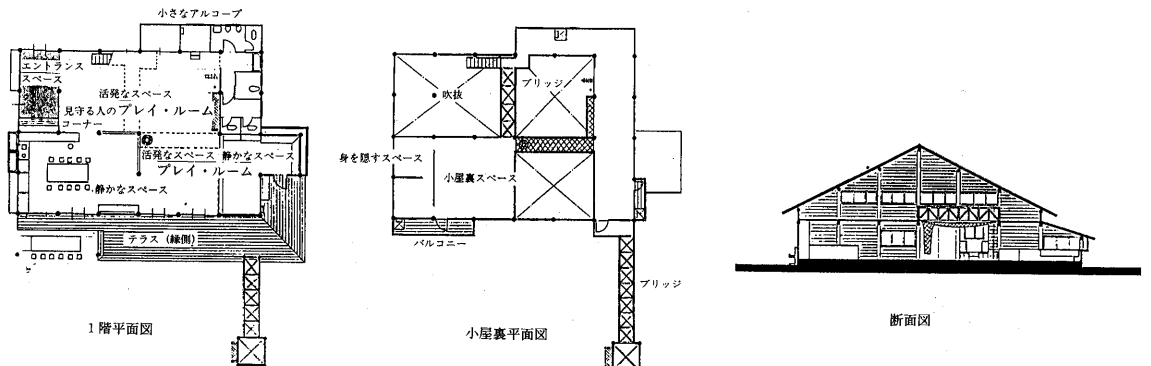 小さなアルコーブ
エントランス
スペース
活発なスペース
見守る人のプレイ・ルーム
コーナー
活発なスペース 静かなスペース
プレイ・ルーム
静かなスペース
テラス(縁側)
1階平面図
ブリッジ
吹抜
身を隠すスペース
小屋裏スペース
バルコニー
ブリッジ
小屋裏平面図
断面図